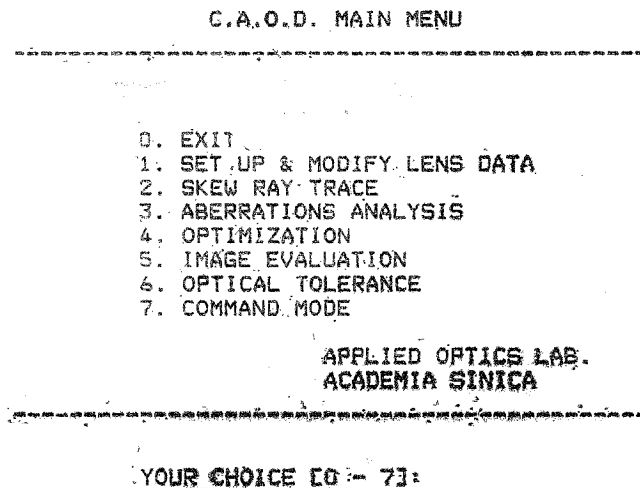 C.A.O.D. MAIN MENU
0. EXIT
1. SET UP & MODIFY LENS DATA
2. SKEW RAY TRACE
3. ABERRATIONS ANALYSIS
4. OPTIMIZATION
5. IMAGE EVALUATION
6. OPTICAL TOLERANCE
7. COMMAND MODE
APPLIED OPTICS LAB.
ACADEMIA SINICA
YOUR CHOICE [0 - 7]: